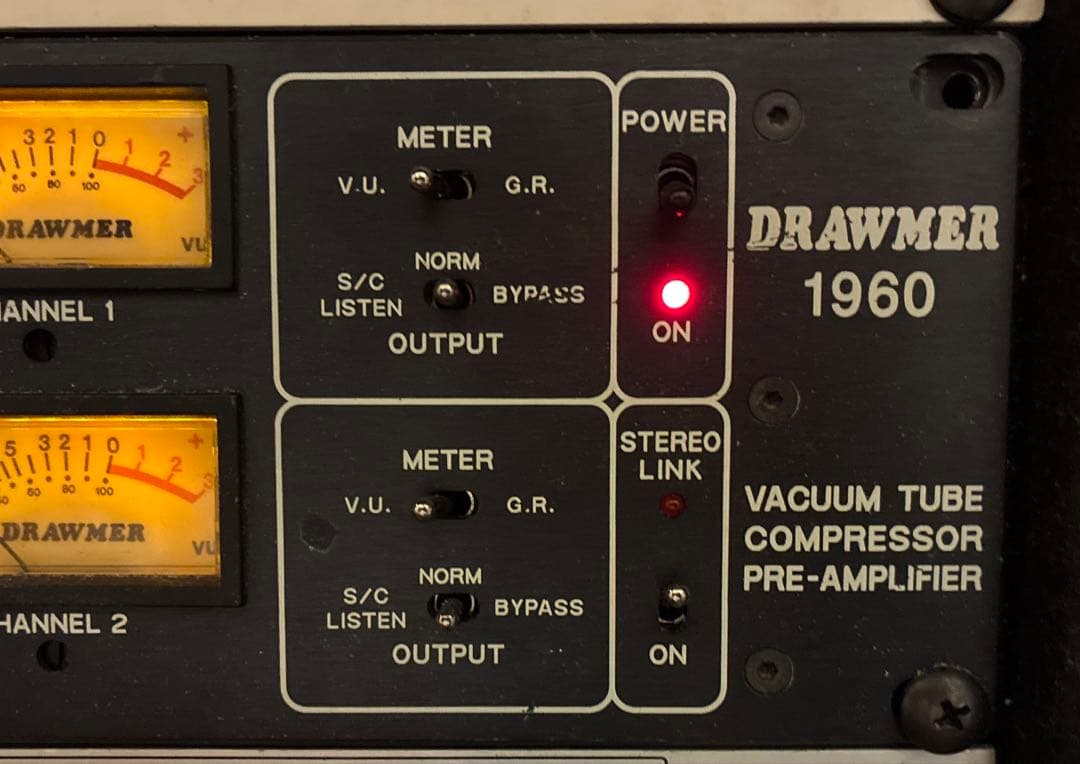 3 2 1 0 1 2 3 +
60 80 100
DRAWMER
VU
HANNEL 1
METER
V.U. G.R.
NORM
S/C
LISTEN BYPASS
OUTPUT
POWER
ON
DRAWMER
1960
5 3 2 1 0 1 2 3 +
60 80 100
DRAWMER
VU
HANNEL 2
METER
V.U. G.R.
NORM
S/C
LISTEN BYPASS
OUTPUT
STEREO
LINK
ON
VACUUM TUBE
COMPRESSOR
PRE-AMPLIFIER